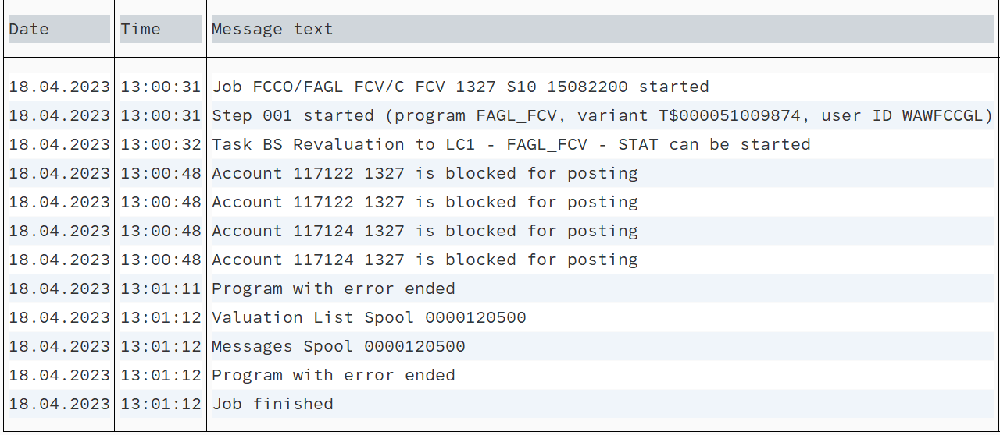 Date Time Message text
18.04.2023 13:00:31 Job FCCO/FAGL_FCV/C_FCV_1327_S10 15082200 started
18.04.2023 13:00:31 Step 001 started (program FAGL_FCV, variant T$000051009874, user ID WAWFCCGL)
18.04.2023 13:00:32 Task BS Revaluation to LC1 - FAGL_FCV - STAT can be started
18.04.2023 13:00:48 Account 117122 1327 is blocked for posting
18.04.2023 13:00:48 Account 117122 1327 is blocked for posting
18.04.2023 13:00:48 Account 117124 1327 is blocked for posting
18.04.2023 13:00:48 Account 117124 1327 is blocked for posting
18.04.2023 13:01:11 Program with error ended
18.04.2023 13:01:12 Valuation List Spool 0000120500
18.04.2023 13:01:12 Messages Spool 0000120500
18.04.2023 13:01:12 Program with error ended
18.04.2023 13:01:12 Job finished